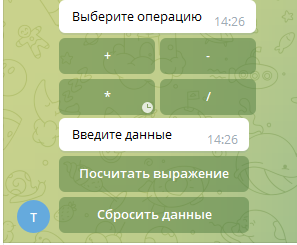 Выберите операцию 14:26
+ -
* /
Введите данные 14:26
Посчитать выражение
Сбросить данные
т